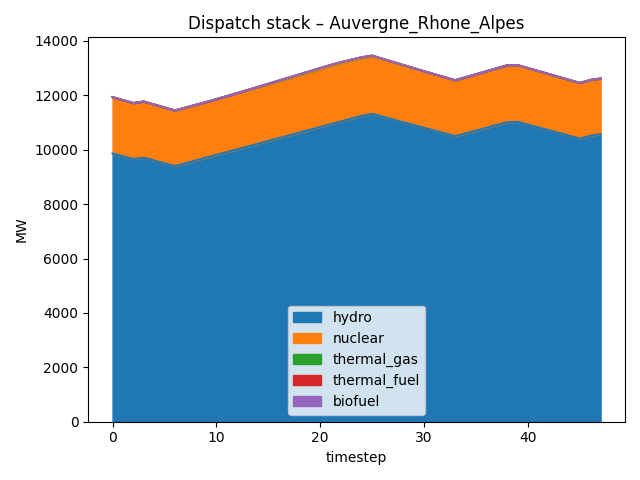 Dispatch stack – Auvergne_Rhone_Alpes
14000
12000
10000
8000
6000
4000
2000
0
MW
hydro
nuclear
thermal_gas
thermal_fuel
biofuel
0 10 20 30 40
timestep